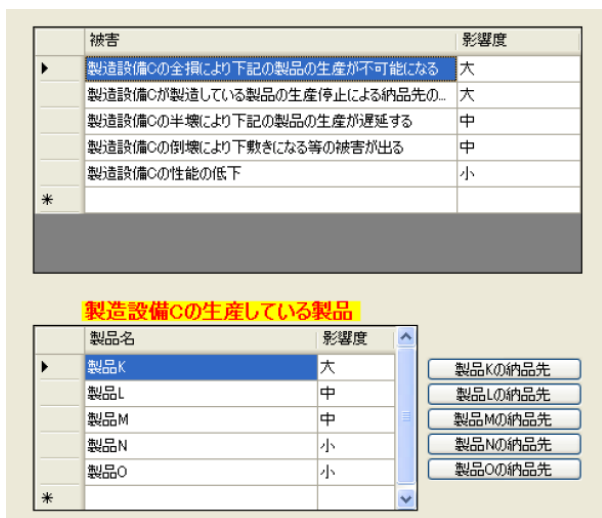 被害 影響度
製造設備Cの全損により下記の製品の生産が不可能になる 大
製造設備Cが製造している製品の生産停止による納品先の... 大
製造設備Cの半壊により下記の製品の生産が遅延する 中
製造設備Cの倒壊により下敷きになる等の被害が出る 中
製造設備Cの性能の低下 小
製造設備Cの生産している製品
製品名 影響度
製品K 大
製品L 中
製品M 中
製品N 小
製品O 小
製品Kの納品先
製品Lの納品先
製品Mの納品先
製品Nの納品先
製品Oの納品先